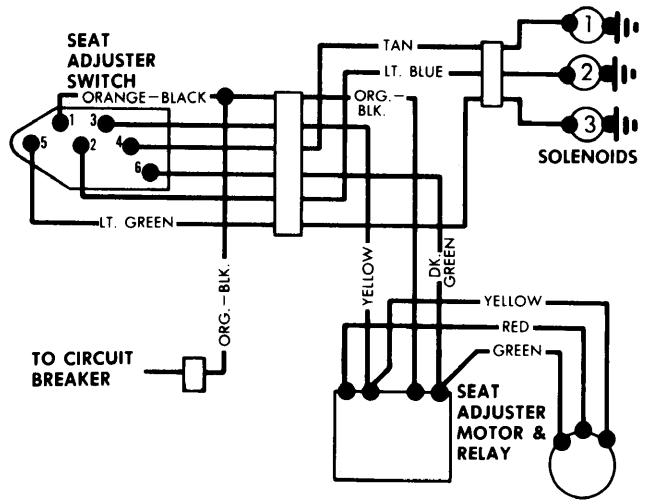 SEAT
ADJUSTER
SWITCH
ORANGE-BLACK
1
2
3
4
5
6
TAN
LT. BLUE
ORG.-
BLK.
1
2
3
SOLENOIDS
LT. GREEN
ORG.-BLK.
YELLOW
DK.
GREEN
YELLOW
RED
GREEN
TO CIRCUIT
BREAKER
SEAT
ADJUSTER
MOTOR &
RELAY